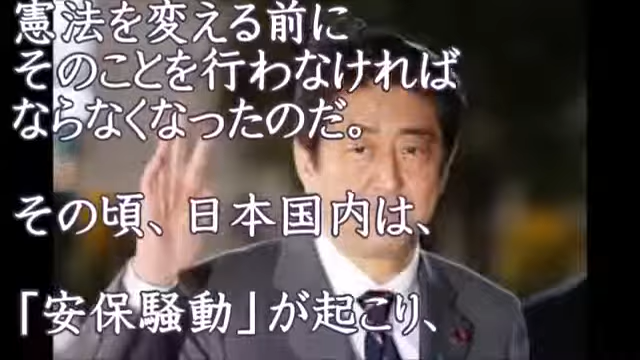 憲法を変える前に
そのことを行わなければ
ならなくなったのだ。
その頃、日本国内は、
「安保騒動」が起こり、